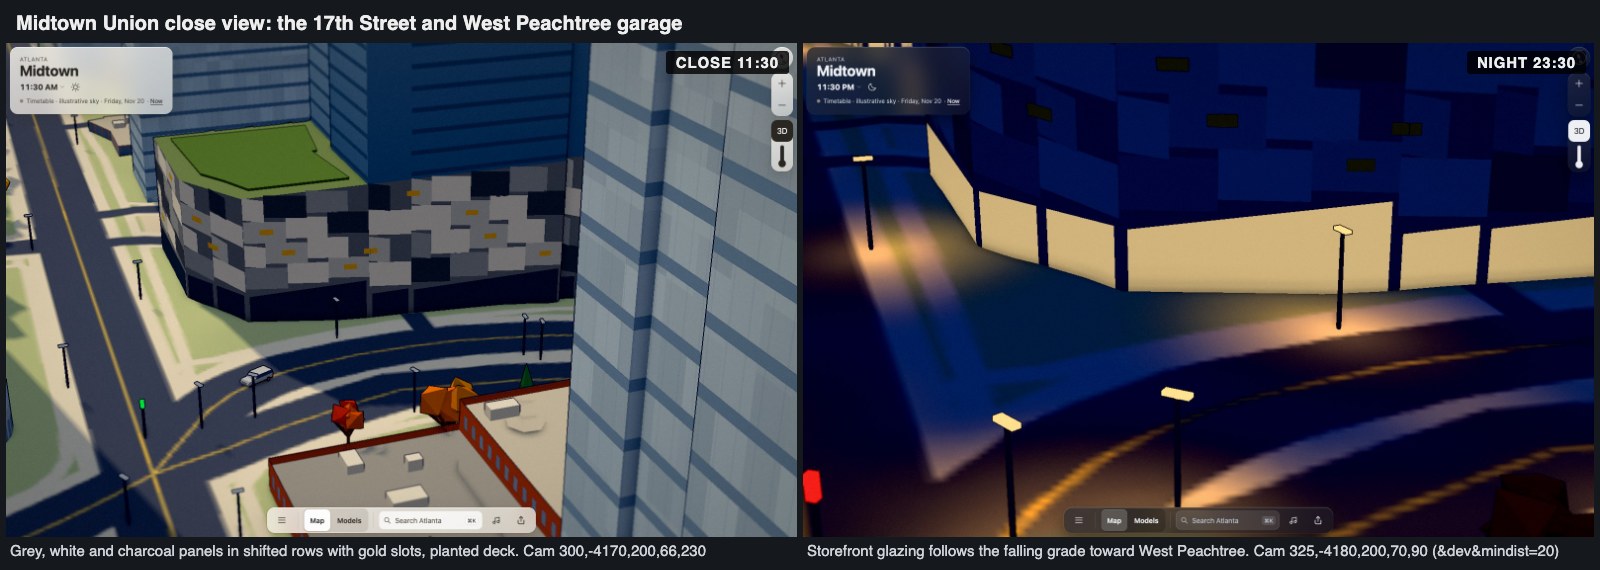 Midtown Union close view: the 17th Street and West Peachtree garage
ATLANTA
Midtown
11:30 AM
Timetable · Illustrative sky · Friday, Nov 20 · Now
CLOSE 11:30
+
−
3D
Map Models Search Atlanta ⌘K
Grey, white and charcoal panels in shifted rows with gold slots, planted deck. Cam 300,-4170,200,66,230
ATLANTA
Midtown
11:30 PM
Timetable · Illustrative sky · Friday, Nov 20 · Now
NIGHT 23:30
+
−
3D
Map Models Search Atlanta ⌘K
Storefront glazing follows the falling grade toward West Peachtree. Cam 325,-4180,200,70,90 (&dev&mindist=20)